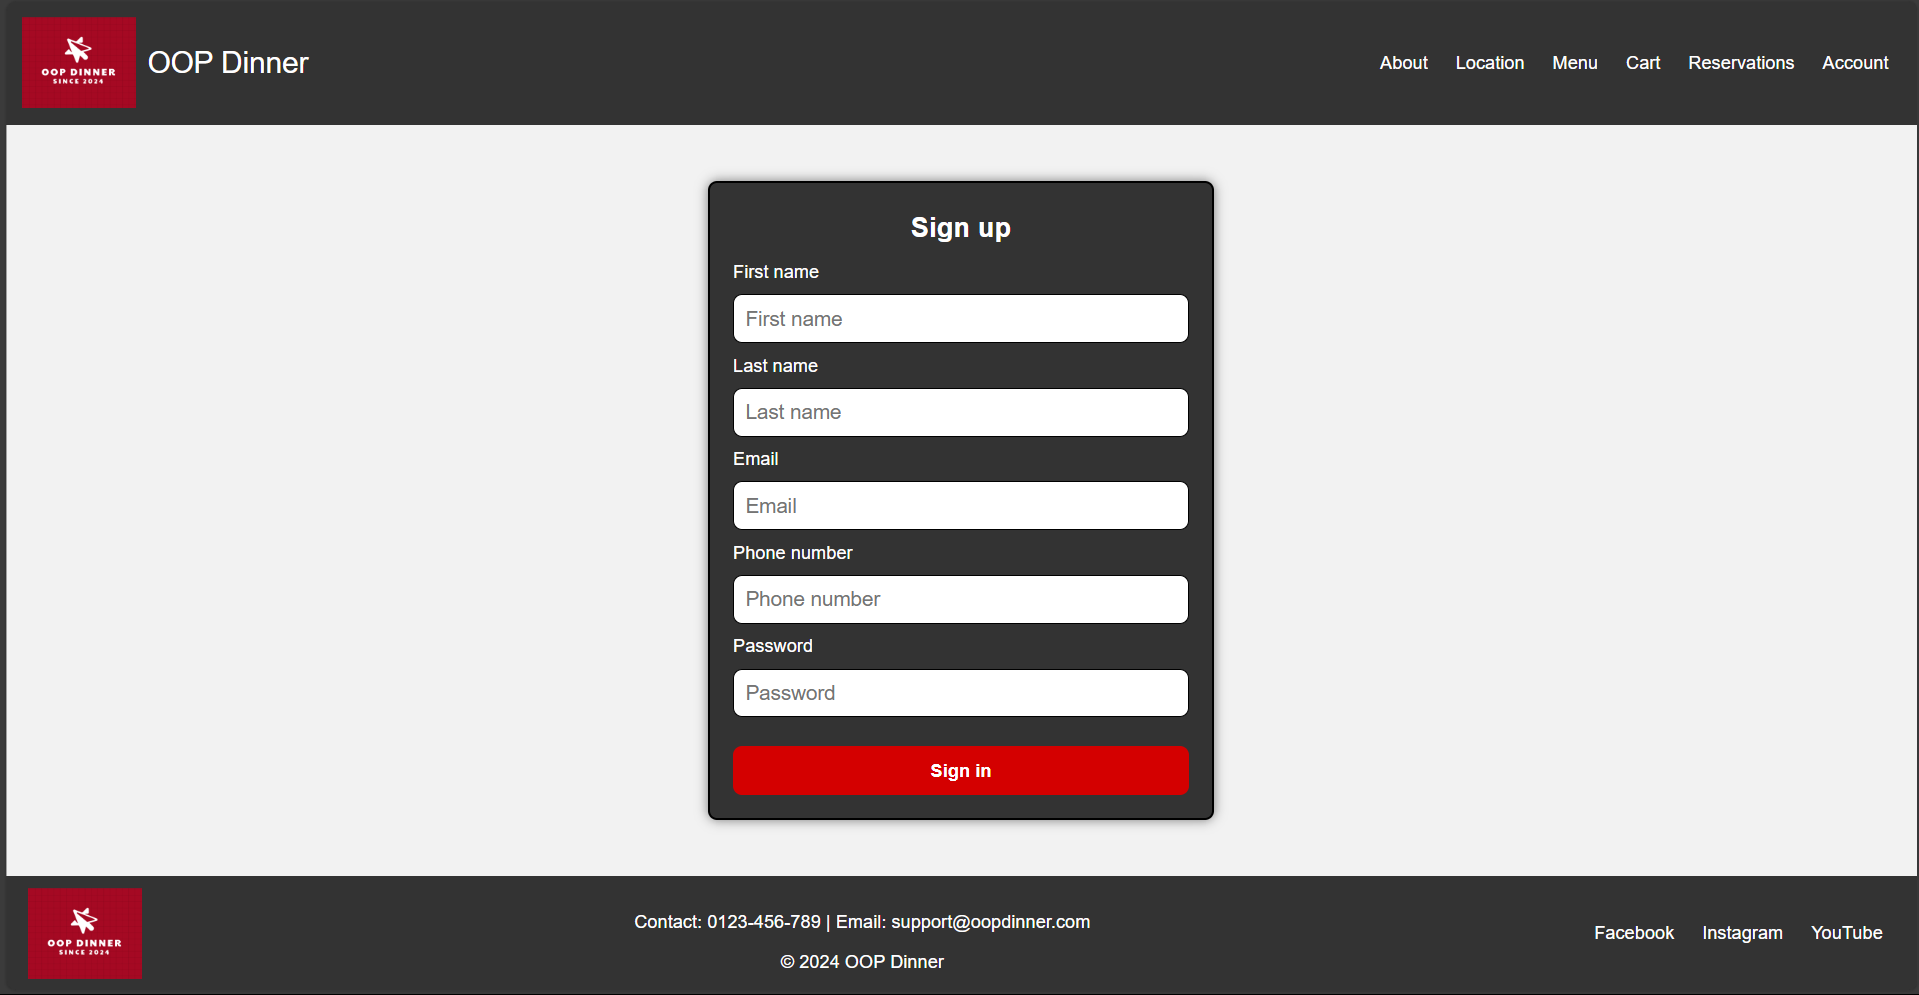 OOP DINNER
SINCE 2024
OOP Dinner
About Location Menu Cart Reservations Account
Sign up
First name
First name
Last name
Last name
Email
Email
Phone number
Phone number
Password
Password
Sign in
OOP DINNER
SINCE 2024
Contact: 0123-456-789 | Email: support@oopdinner.com
© 2024 OOP Dinner
Facebook Instagram YouTube